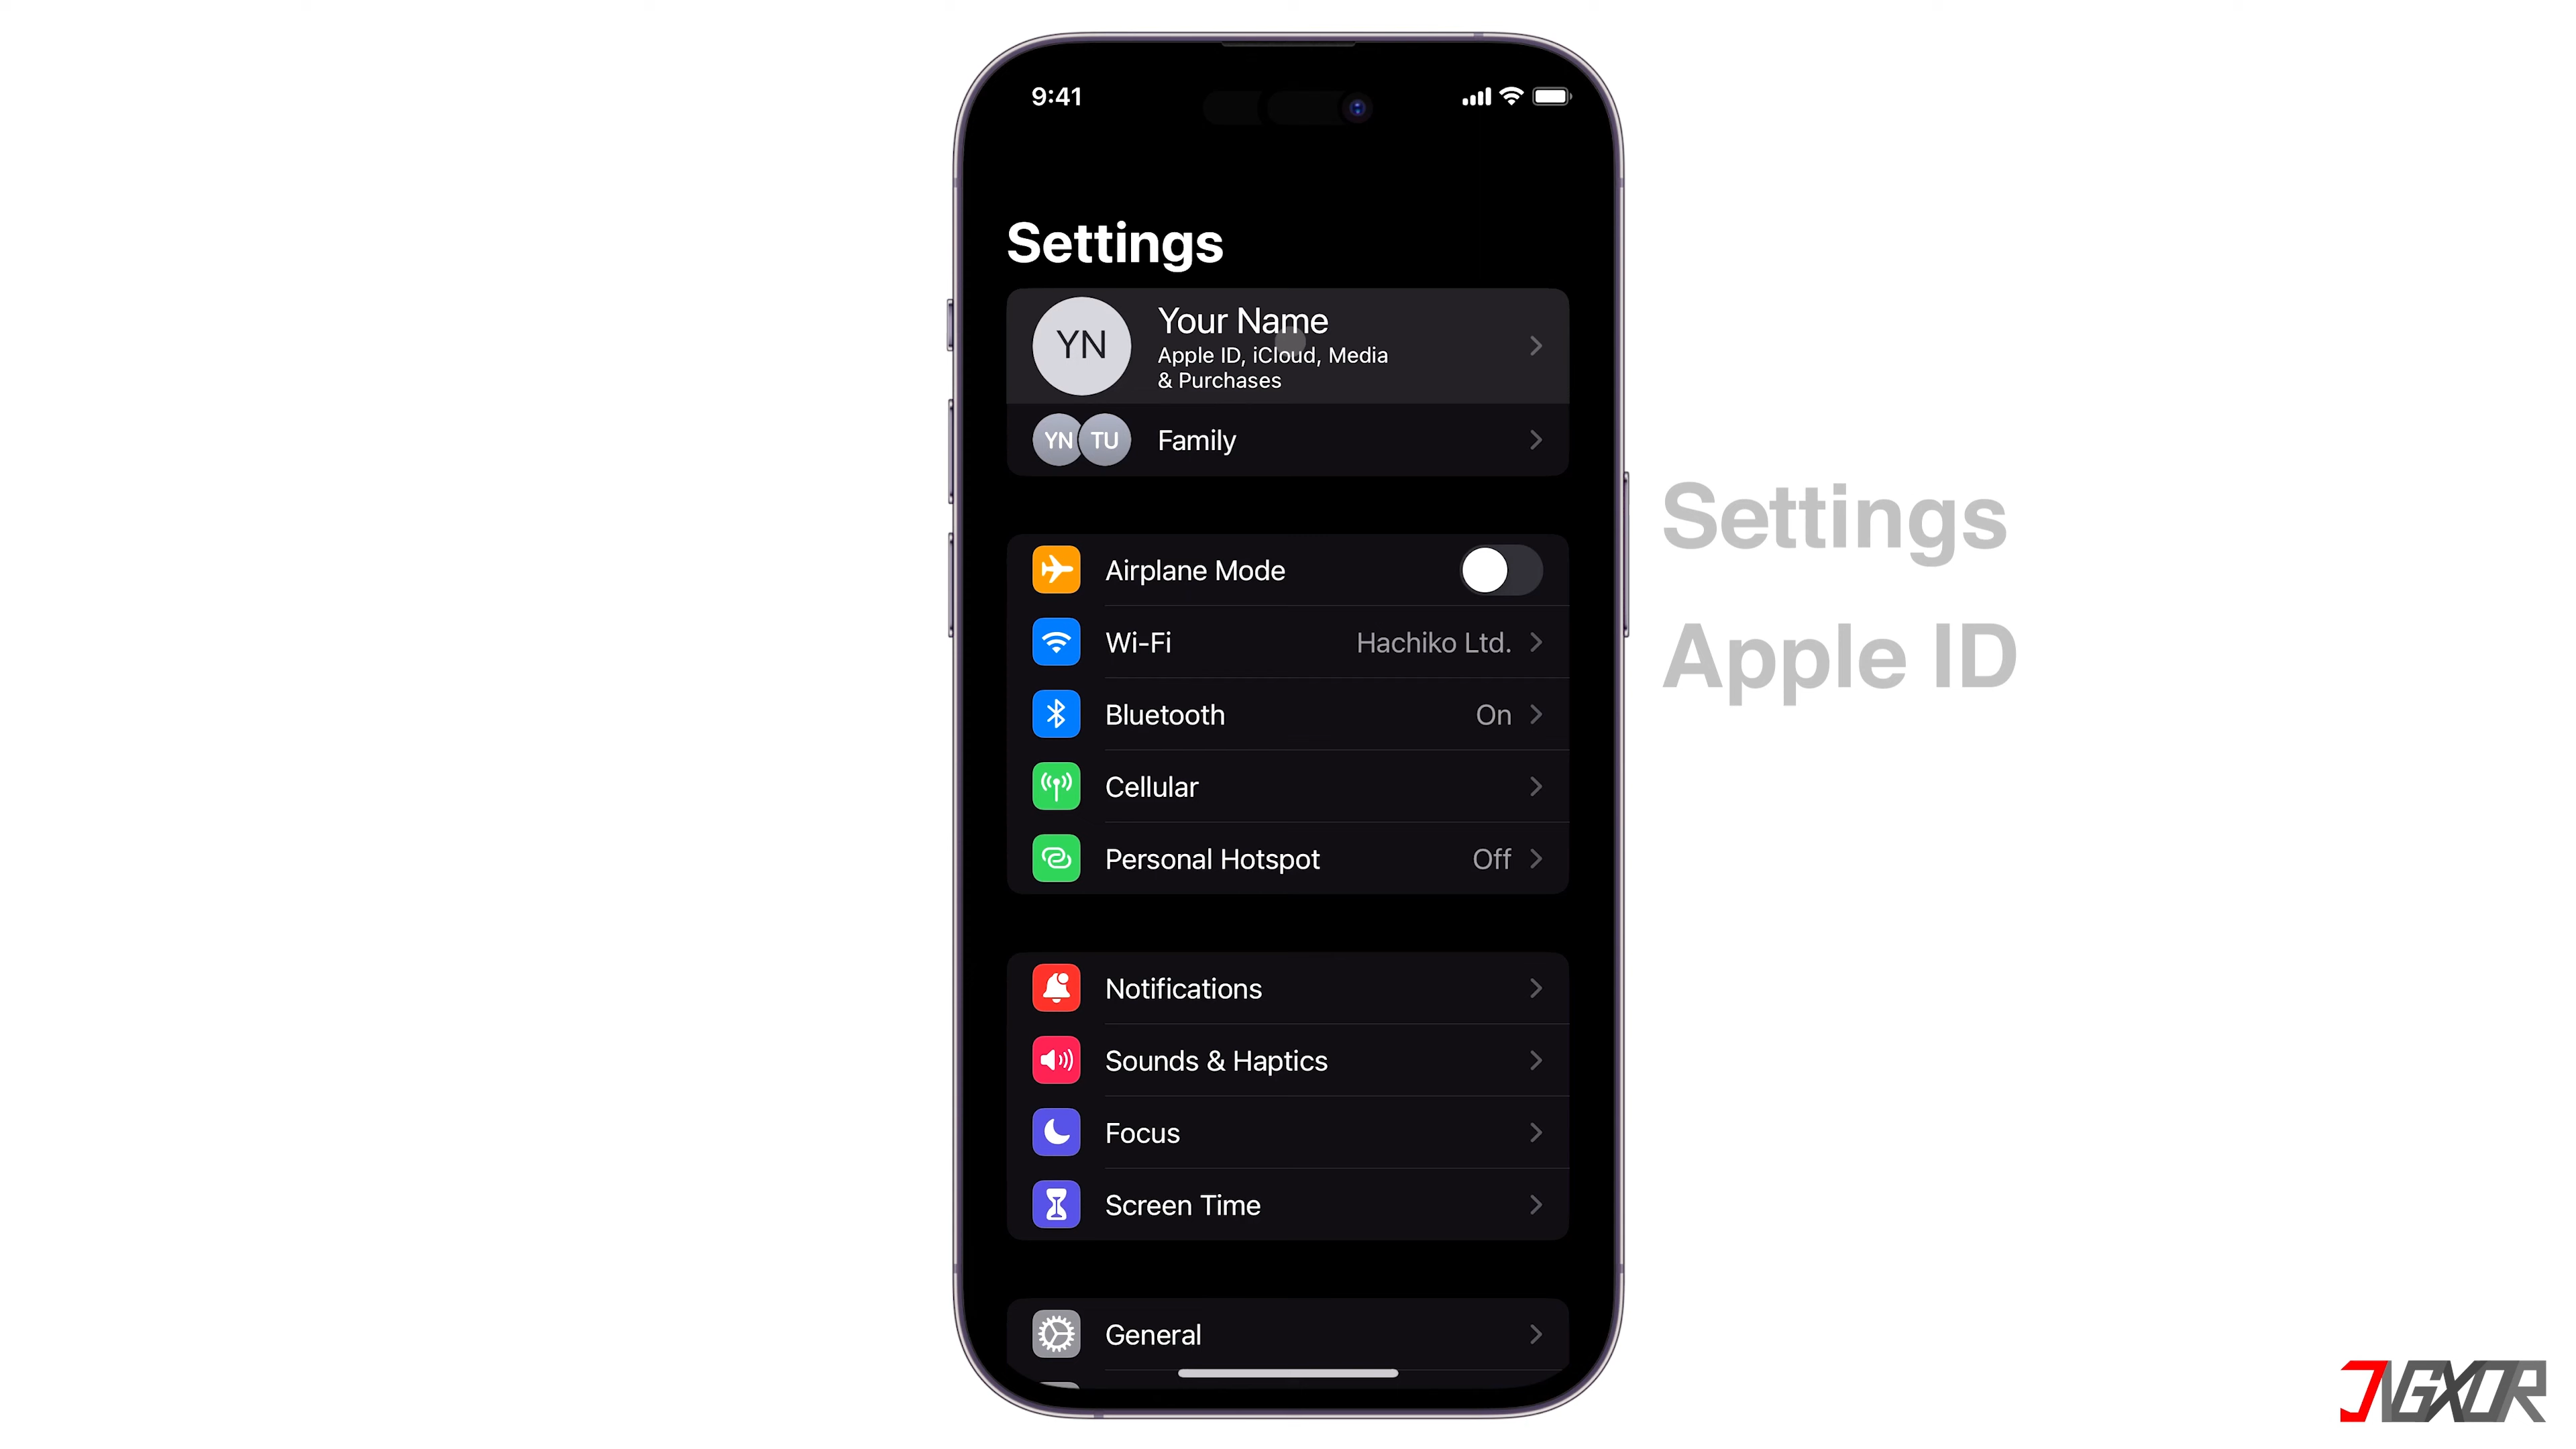 9:41
Settings
YN
Your Name
Apple ID, iCloud, Media
& Purchases
YN TU Family
Airplane Mode
Wi-Fi Hachiko Ltd.
Bluetooth On
Cellular
Personal Hotspot Off
Notifications
Sounds & Haptics
Focus
Screen Time
General
Settings
Apple ID
JNGXOR